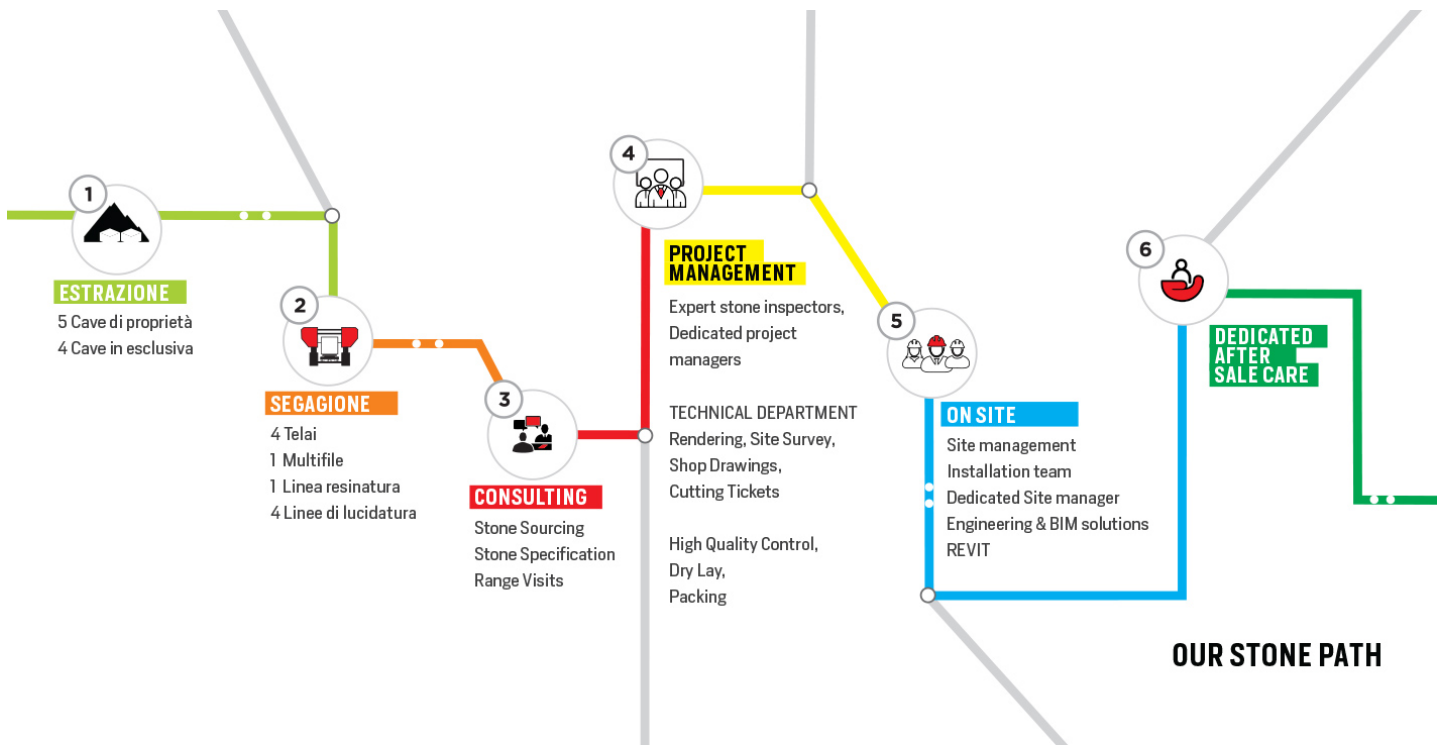 1
ESTRAZIONE
5 Cave di proprietà
4 Cave in esclusiva
2
SEGAGIONE
4 Telai
1 Multifile
1 Linea resinatura
4 Linee di lucidatura
3
CONSULTING
Stone Sourcing
Stone Specification
Range Visits
4
PROJECT
MANAGEMENT
Expert stone inspectors,
Dedicated project
managers
TECHNICAL DEPARTMENT
Rendering, Site Survey,
Shop Drawings,
Cutting Tickets
High Quality Control,
Dry Lay,
Packing
5
ON SITE
Site management
Installation team
Dedicated Site manager
Engineering & BIM solutions
REVIT
6
DEDICATED
AFTER
SALE CARE
OUR STONE PATH